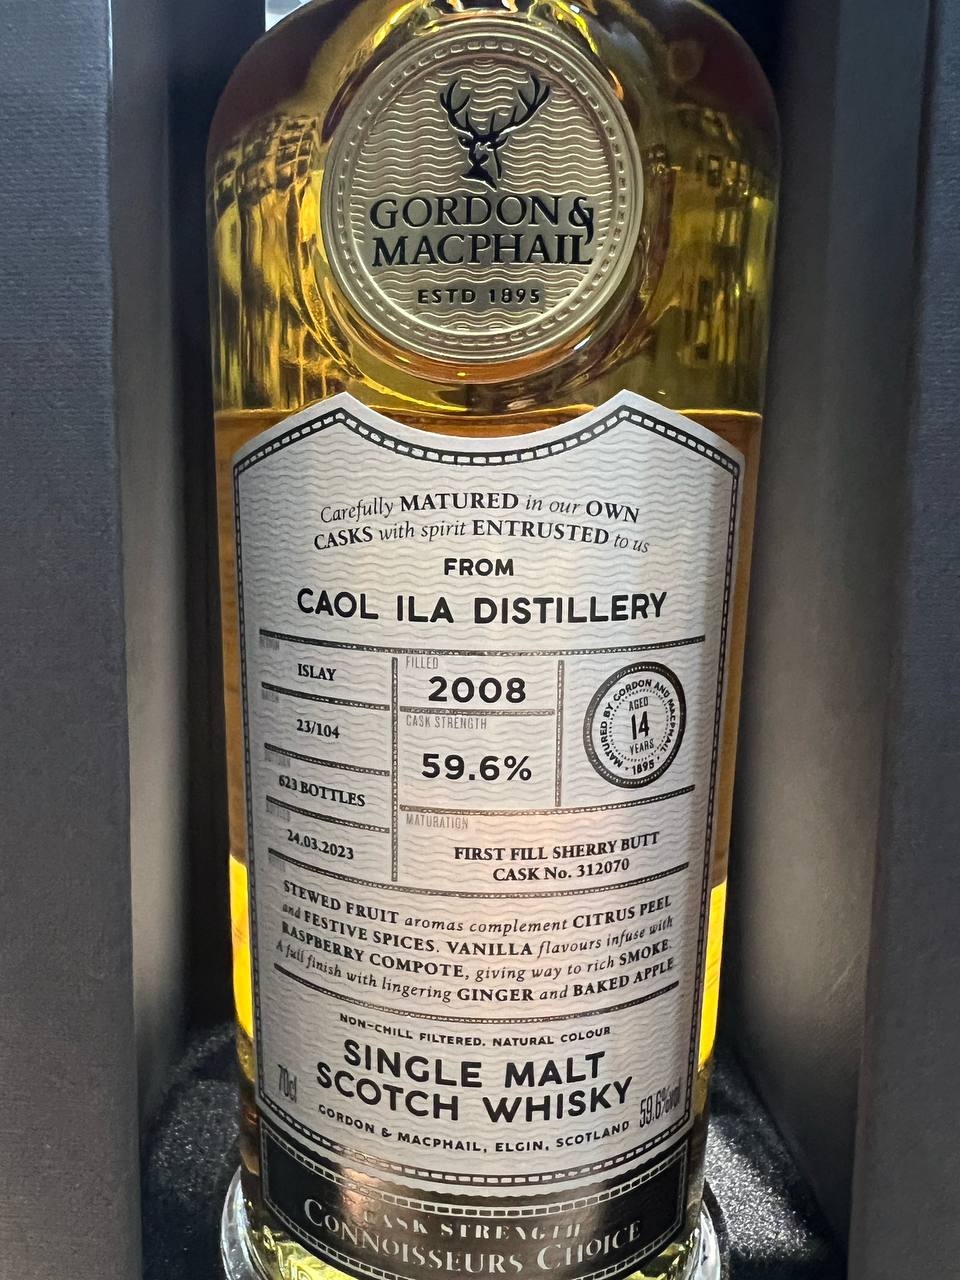 GORDON &
MACPHAIL
ESTD 1895
Carefully MATURED in our OWN
CASKS with spirit ENTRUSTED to us
FROM
CAOL ILA DISTILLERY
ISLAY
23/104
623 BOTTLES
24.03.2023
FILLED
2008
CASK STRENGTH
59.6%
MATURED BY GORDON AND MACPHAIL
AGED
14
YEARS
· 1895 ·
MATURATION
FIRST FILL SHERRY BUTT
CASK No. 312070
STEWED FRUIT aromas complement CITRUS PEEL
and FESTIVE SPICES. VANILLA flavours infuse with
RASPBERRY COMPOTE, giving way to rich SMOKE.
A full finish with lingering GINGER and BAKED APPLE
NON-CHILL FILTERED. NATURAL COLOUR
SINGLE MALT
SCOTCH WHISKY
70cl
59.6%vol
GORDON & MACPHAIL, ELGIN, SCOTLAND
CASK STRENGTH
CONNOISSEURS CHOICE